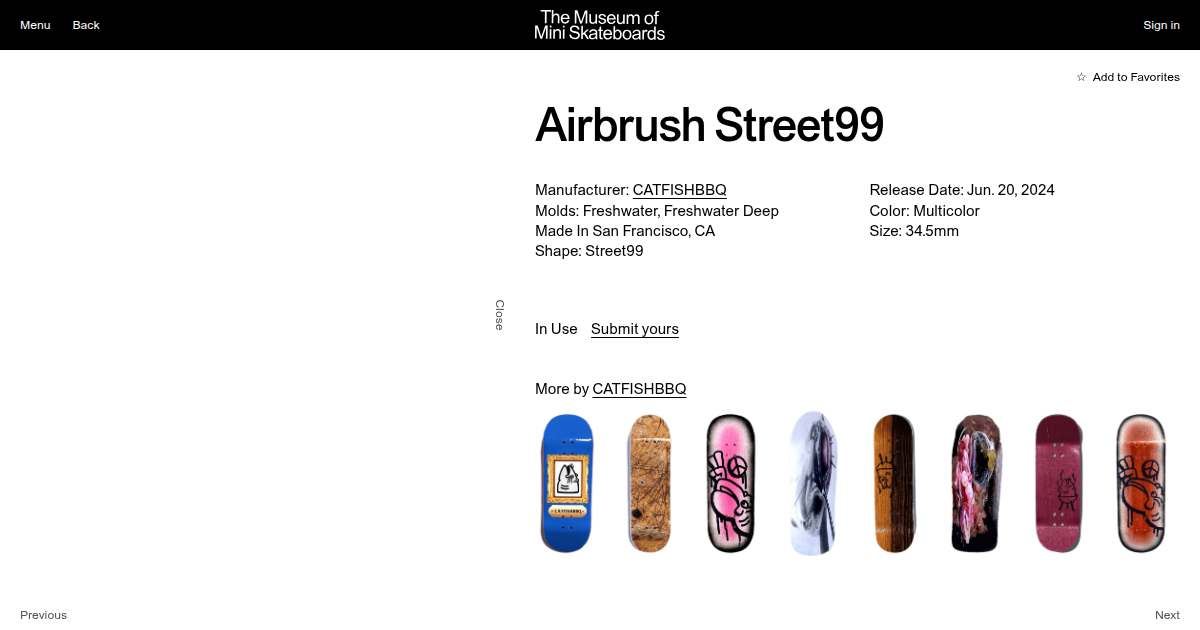 Menu
Back
The Museum of
Mini Skateboards
Sign in
☆ Add to Favorites
Airbrush Street99
Manufacturer: CATFISHBBQ
Molds: Freshwater, Freshwater Deep
Made In San Francisco, CA
Shape: Street99
Release Date: Jun. 20, 2024
Color: Multicolor
Size: 34.5mm
Close
In Use
Submit yours
More by CATFISHBBQ
CATFISHBBQ
Previous
Next